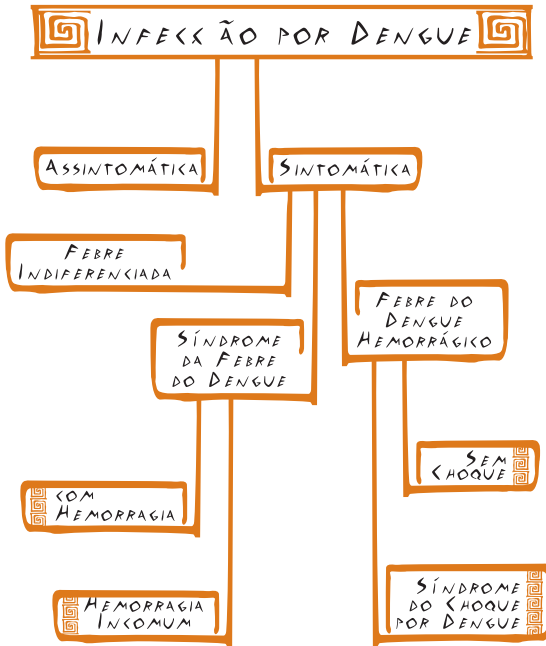 INFECÇÃO POR DENGUE
ASSINTOMÁTICA
SINTOMÁTICA
FEBRE
INDIFERENCIADA
SÍNDROME
DA FEBRE
DO DENGUE
FEBRE DO
DENGUE
HEMORRÁGICO
COM
HEMORRAGIA
HEMORRAGIA
INCOMUM
SEM
CHOQUE
SÍNDROME
DO CHOQUE
POR DENGUE